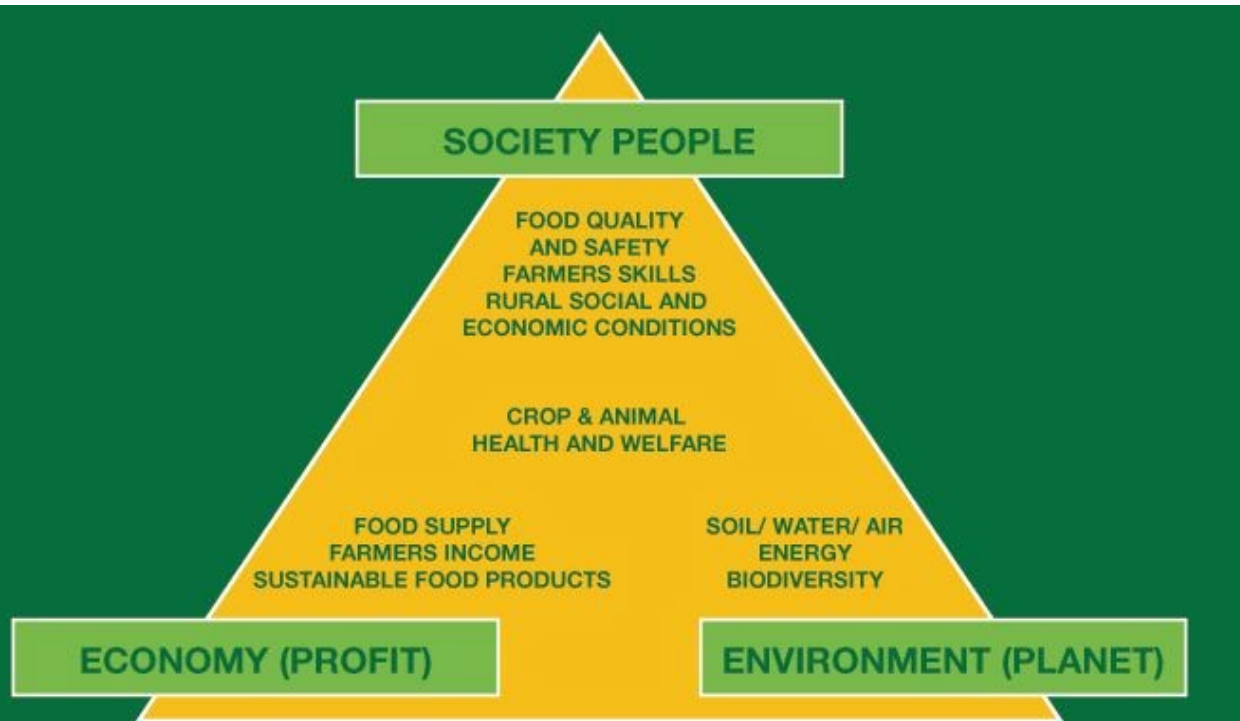 SOCIETY PEOPLE
FOOD QUALITY
AND SAFETY
FARMERS SKILLS
RURAL SOCIAL AND
ECONOMIC CONDITIONS
CROP & ANIMAL
HEALTH AND WELFARE
FOOD SUPPLY
FARMERS INCOME
SUSTAINABLE FOOD PRODUCTS
SOIL/ WATER/ AIR
ENERGY
BIODIVERSITY
ECONOMY (PROFIT)
ENVIRONMENT (PLANET)